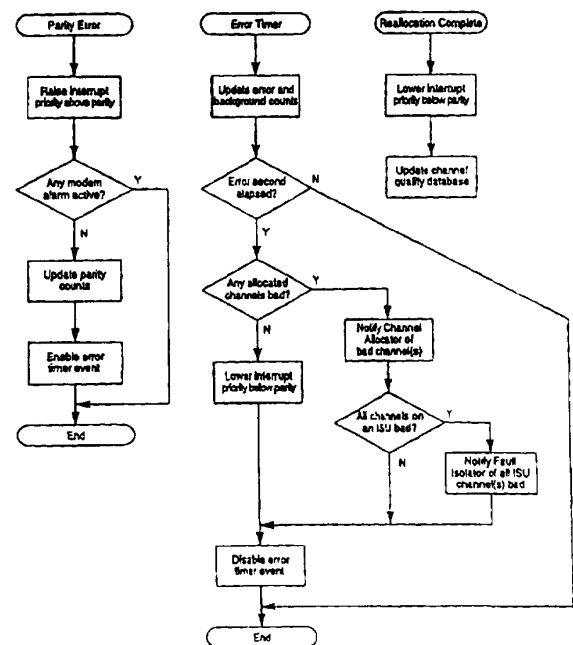 Parity Error
Raise interrupt
priority above parity
Any modem
alarm active?
Y
N
Update parity
counts
Enable error
timer event
End
Error Timer
Update error and
background counts
Error second
elapsed?
N
Y
Any allocated
channels bad?
Y
N
Notify Channel
Allocator of
bad channel(s)
Lower interrupt
priority below parity
All channels on
an ISU bad?
Y
N
Notify Fault
Isolator of all ISU
channel(s) bad
Disable error
timer event
End
Reallocation Complete
Lower interrupt
priority below parity
Update channel
quality database